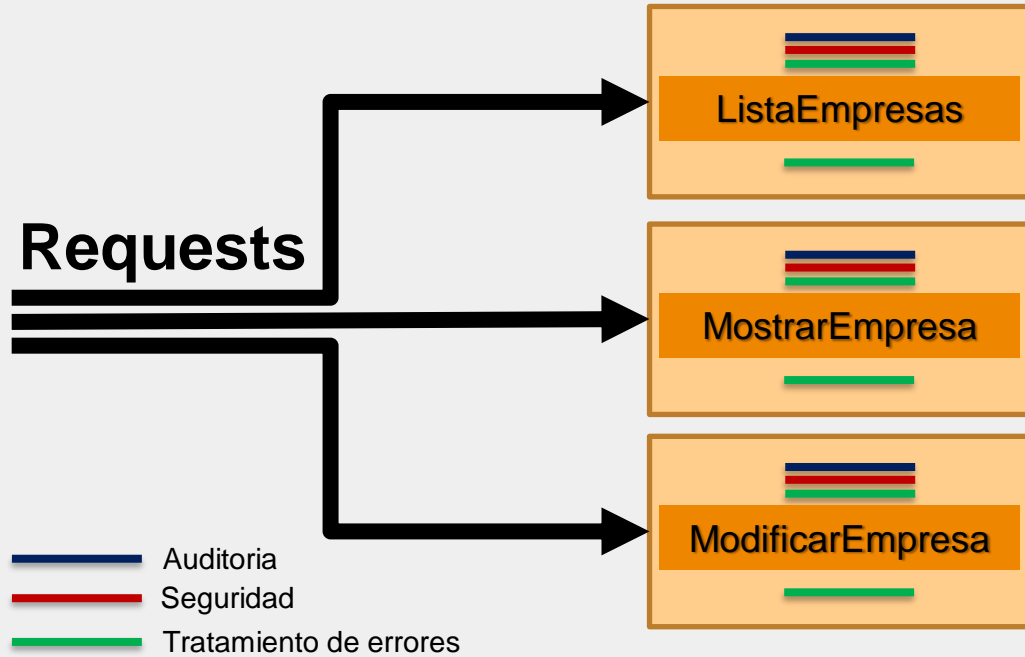 ListaEmpresas
Requests
MostrarEmpresa
ModificarEmpresa
Auditoria
Seguridad
Tratamiento de errores